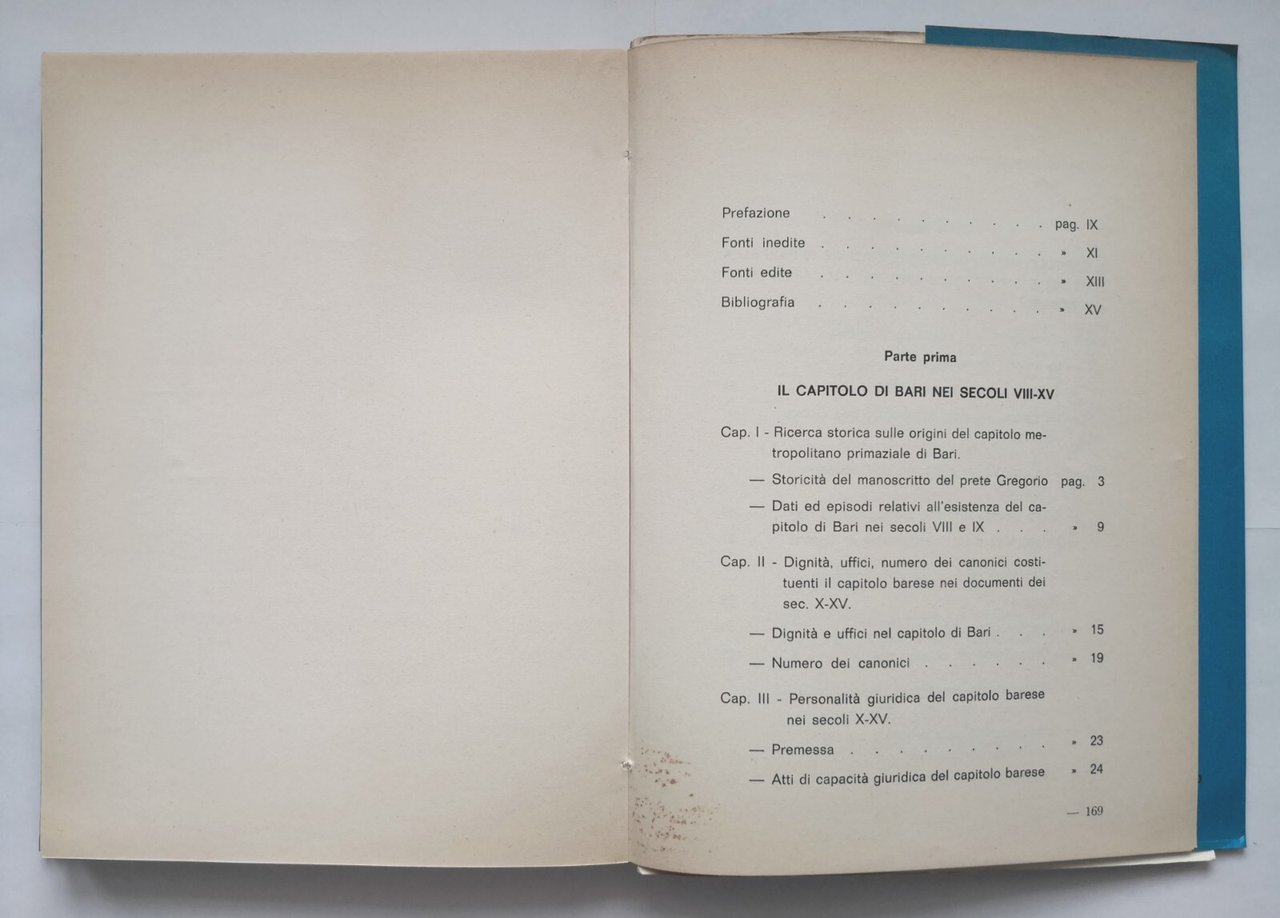 Prefazione . . . . . . . . . . pag. IX
Fonti inedite . . . . . . . . . . » XI
Fonti edite . . . . . . . . . . » XIII
Bibliografia . . . . . . . . . . » XV
Parte prima
IL CAPITOLO DI BARI NEI SECOLI VIII-XV
Cap. I - Ricerca storica sulle origini del capitolo me-
tropolitano primaziale di Bari.
— Storicità del manoscritto del prete Gregorio pag. 3
— Dati ed episodi relativi all'esistenza del ca-
pitolo di Bari nei secoli VIII e IX . . . » 9
Cap. II - Dignità, uffici, numero dei canonici costi-
tuenti il capitolo barese nei documenti dei
sec. X-XV.
— Dignità e uffici nel capitolo di Bari . . . » 15
— Numero dei canonici . . . . . . » 19
Cap. III - Personalità giuridica del capitolo barese
nei secoli X-XV.
— Premessa . . . . . . . . . » 23
— Atti di capacità giuridica del capitolo barese » 24
— 169